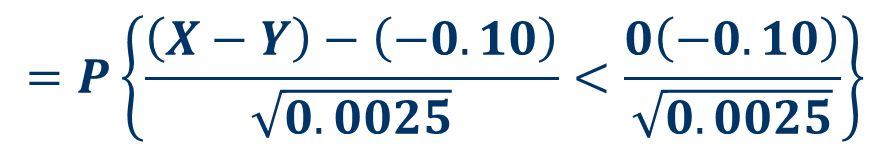 = P{((X − Y) − (−0.10))/√0.0025 < 0(−0.10)/√0.0025}